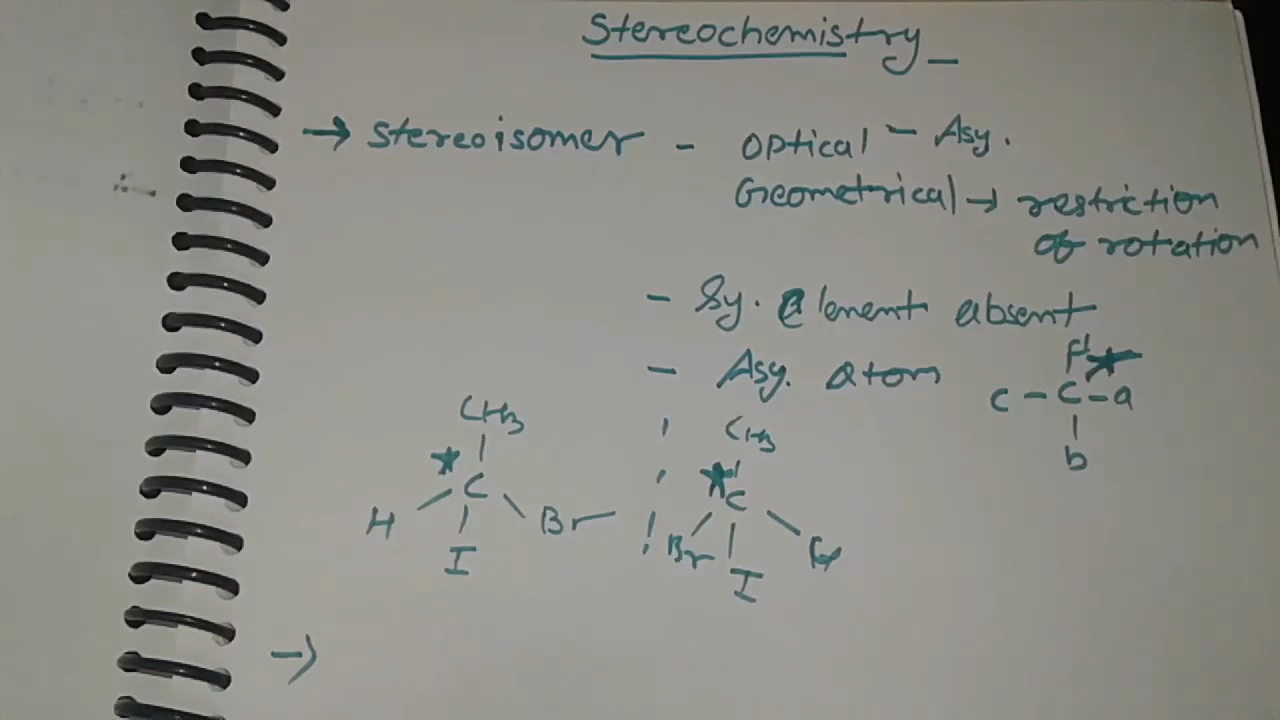 Stereochemistry
→ Stereoisomer - Optical - Asy.
Geometrical → restriction
of rotation
- Sy. element absent
- Asy. atom
c - C - a
b
CH3 CH3
C C
H Br Br
I I
→